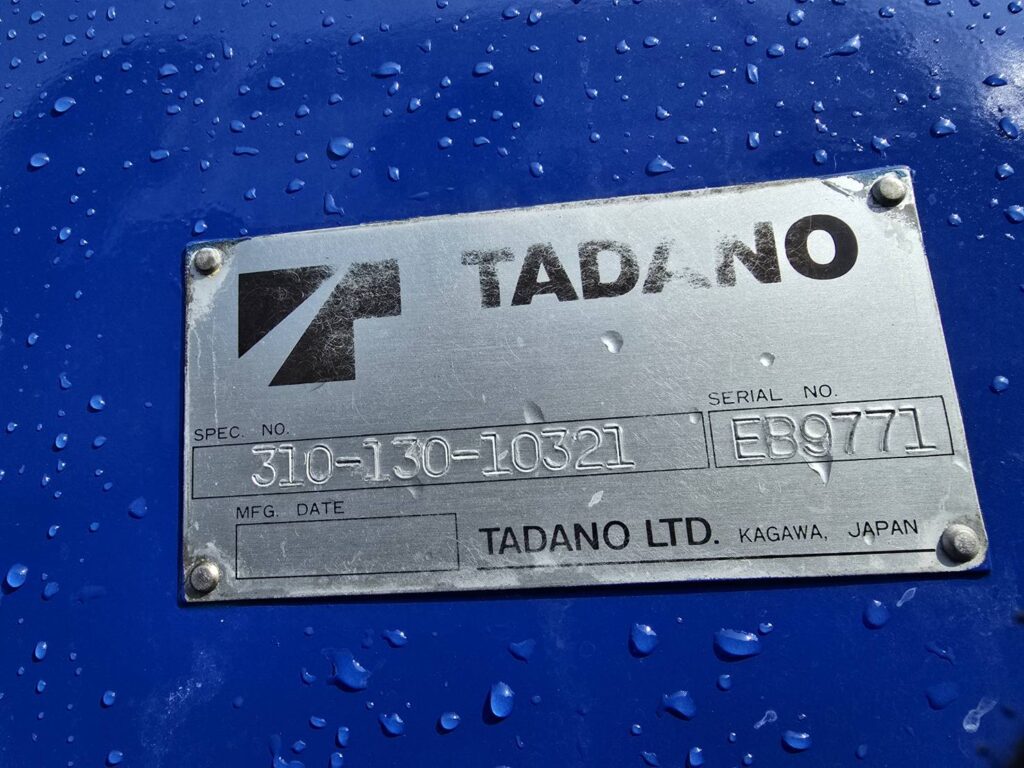 TADANO
SPEC. NO.
310-130-10321
SERIAL NO.
EB9771
MFG. DATE
TADANO LTD. KAGAWA, JAPAN